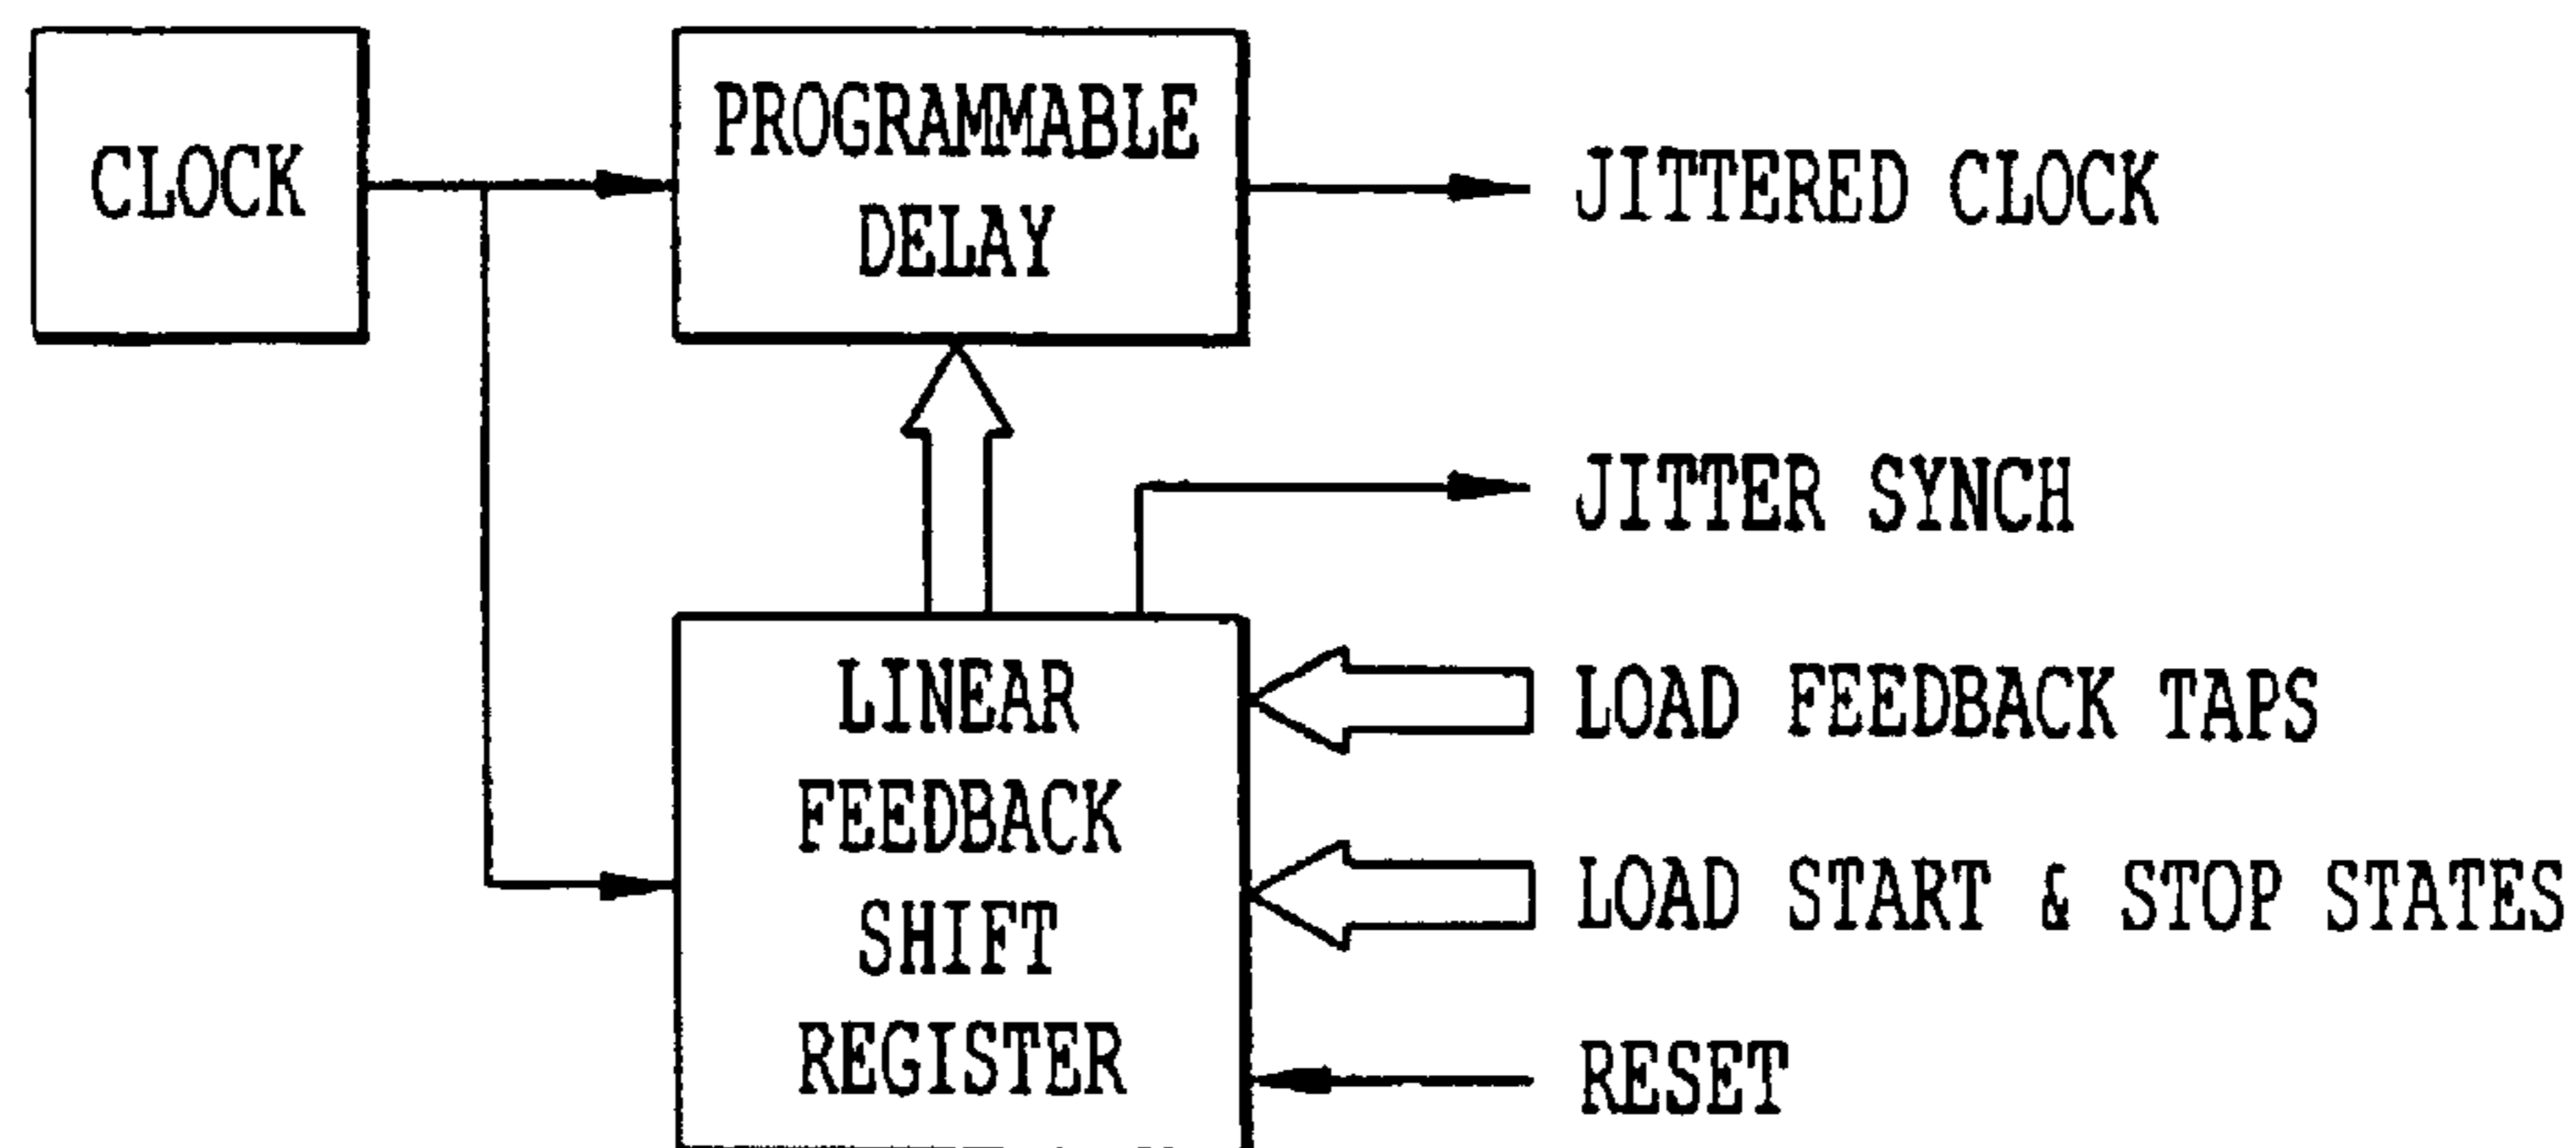 CLOCK
PROGRAMMABLE
DELAY
JITTERED CLOCK
JITTER SYNCH
LINEAR
FEEDBACK
SHIFT
REGISTER
LOAD FEEDBACK TAPS
LOAD START & STOP STATES
RESET